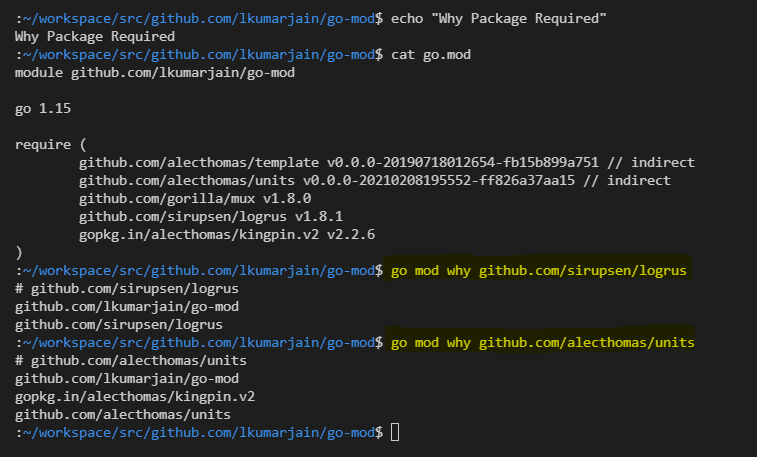 :~/workspace/src/github.com/lkumarjain/go-mod$ echo "Why Package Required"
Why Package Required
:~/workspace/src/github.com/lkumarjain/go-mod$ cat go.mod
module github.com/lkumarjain/go-mod
go 1.15
require (
github.com/alecthomas/template v0.0.0-20190718012654-fb15b899a751 // indirect
github.com/alecthomas/units v0.0.0-20210208195552-ff826a37aa15 // indirect
github.com/gorilla/mux v1.8.0
github.com/sirupsen/logrus v1.8.1
gopkg.in/alecthomas/kingpin.v2 v2.2.6
)
:~/workspace/src/github.com/lkumarjain/go-mod$ go mod why github.com/sirupsen/logrus
# github.com/sirupsen/logrus
github.com/lkumarjain/go-mod
github.com/sirupsen/logrus
:~/workspace/src/github.com/lkumarjain/go-mod$ go mod why github.com/alecthomas/units
# github.com/alecthomas/units
github.com/lkumarjain/go-mod
gopkg.in/alecthomas/kingpin.v2
github.com/alecthomas/units
:~/workspace/src/github.com/lkumarjain/go-mod$